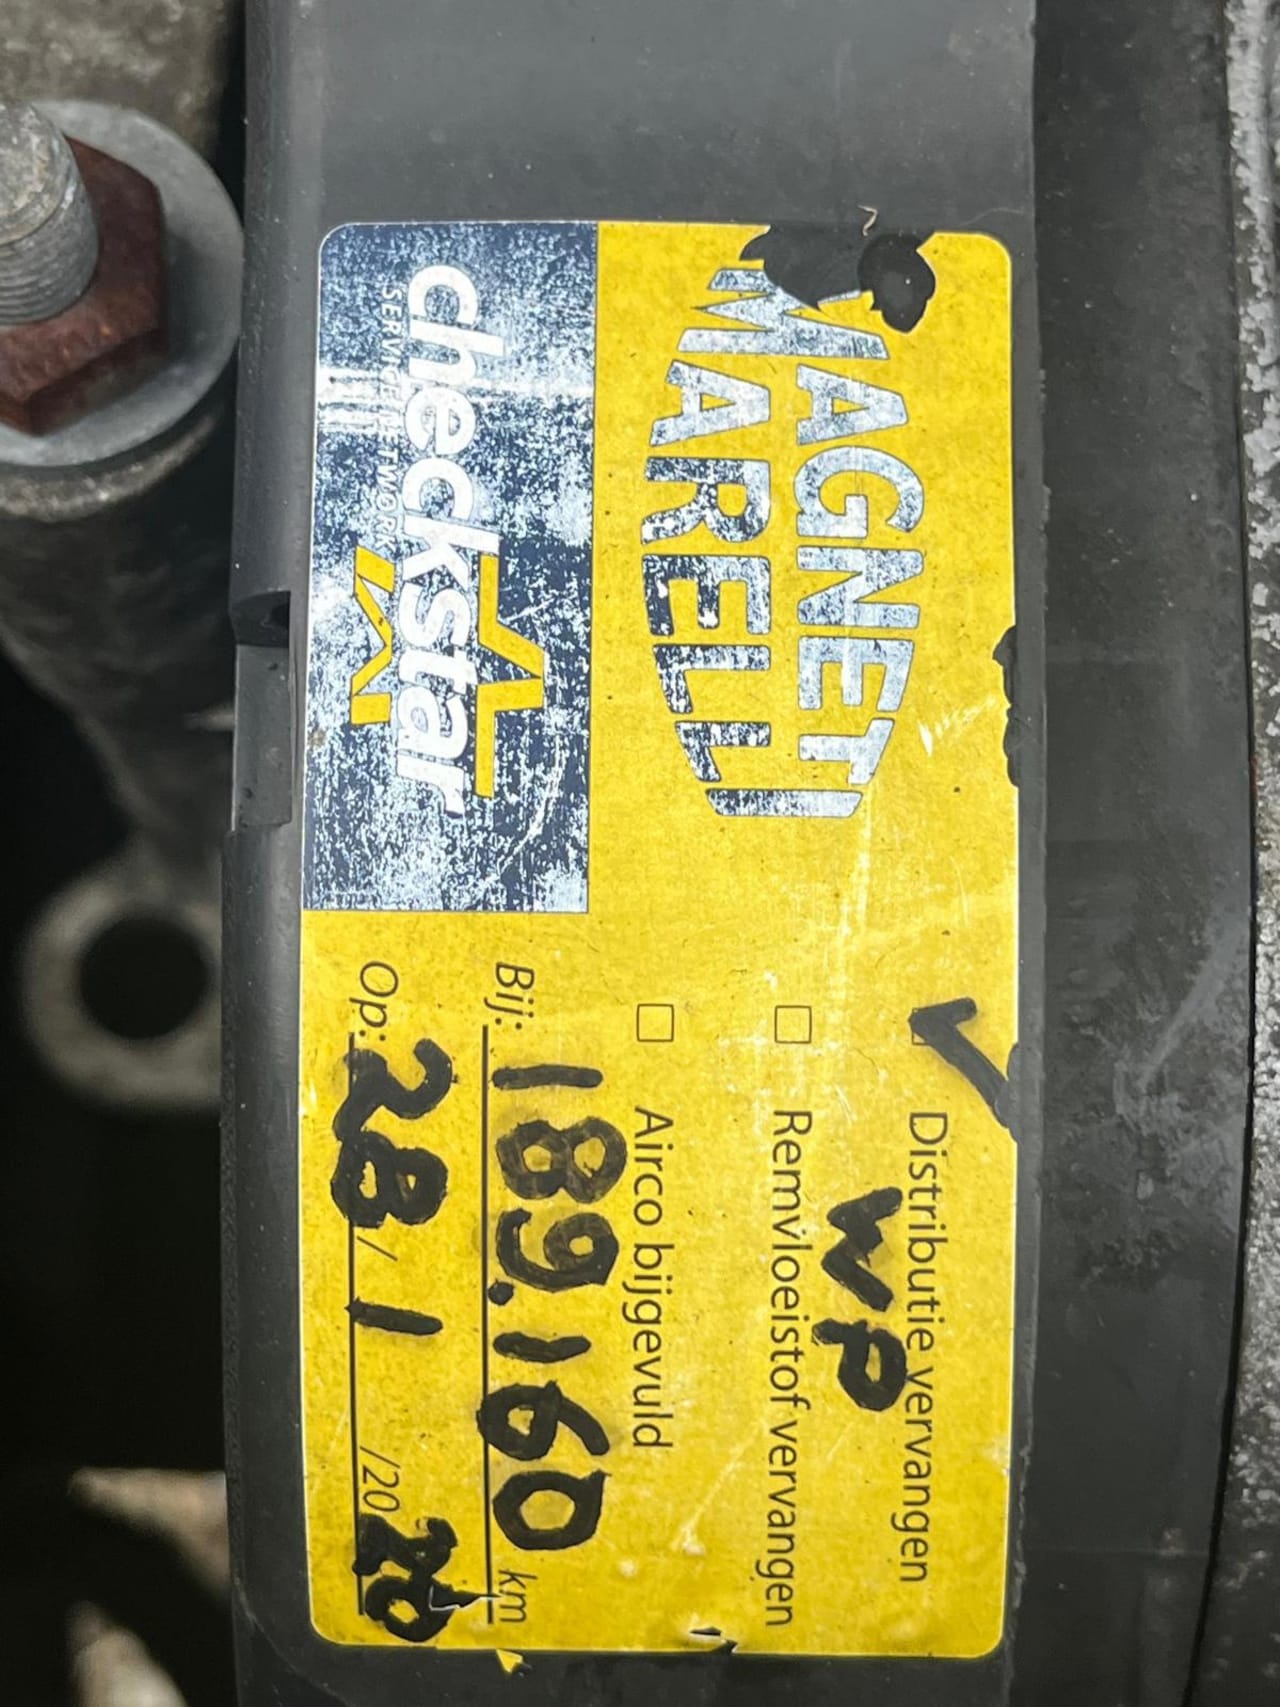 MAGNETI
MARELLI
checkstar
SERVICE NETWORK
Distributie vervangen
WP
Remvloeistof vervangen
Airco bijgevuld
Bij: 189.160 km
Op: 28/1/2020